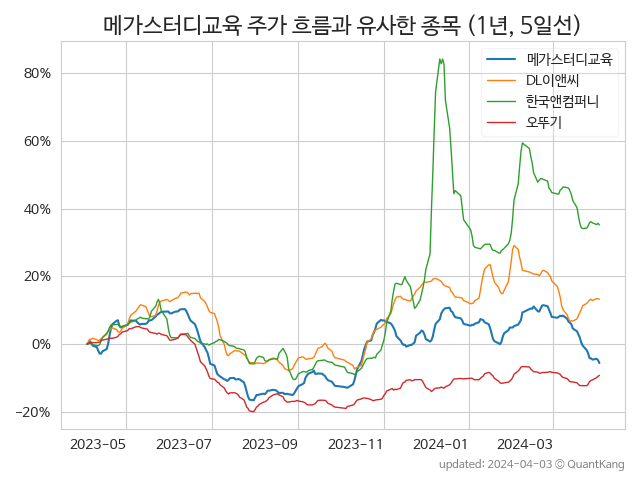 메가스터디교육 주가 흐름과 유사한 종목 (1년, 5일선)
메가스터디교육
DL이앤씨
한국앤컴퍼니
오뚜기
80%
60%
40%
20%
0%
−20%
2023-05 2023-07 2023-09 2023-11 2024-01 2024-03
updated: 2024-04-03 © QuantKang